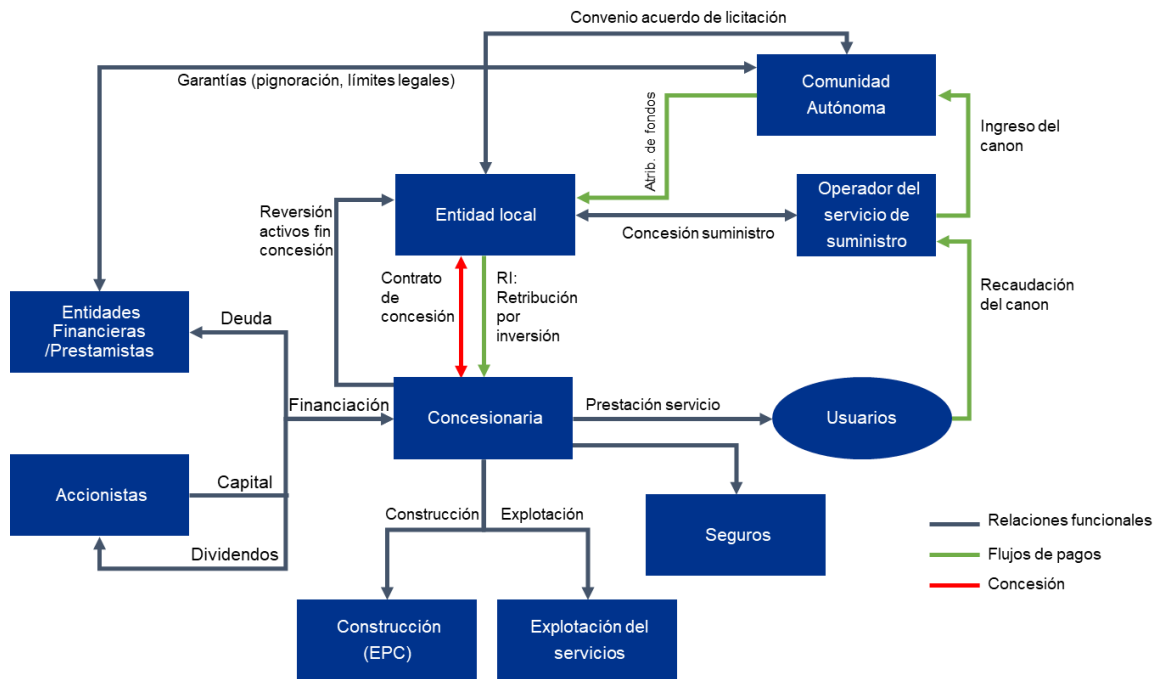 Convenio acuerdo de licitación
Garantías (pignoración, límites legales)
Comunidad
Autónoma
Atrib. de fondos
Ingreso del
canon
Reversión
activos fin
concesión
Entidad local
Concesión suministro
Operador del
servicio de
suministro
Contrato
de
concesión
RI:
Retribución
por
inversión
Recaudación
del canon
Entidades
Financieras
/Prestamistas
Deuda
Financiación
Concesionaria
Prestación servicio
Usuarios
Accionistas
Capital
Dividendos
Construcción
Explotación
Seguros
Construcción
(EPC)
Explotación del
servicios
Relaciones funcionales
Flujos de pagos
Concesión